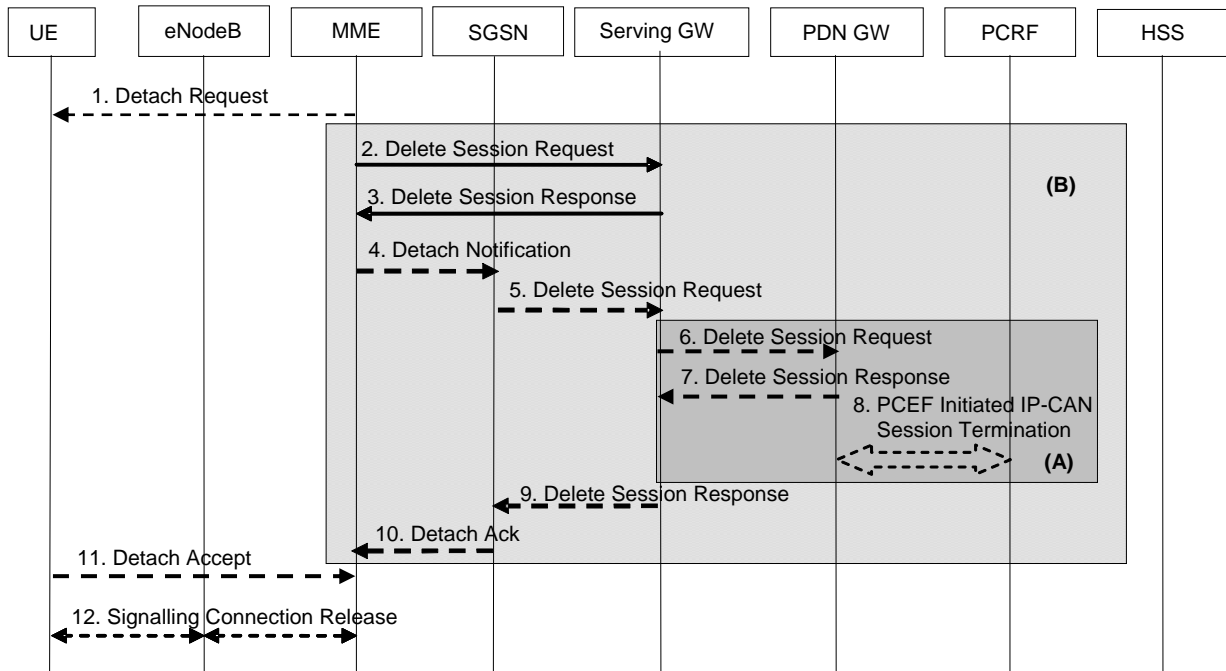 UE
eNodeB
MME
SGSN
Serving GW
PDN GW
PCRF
HSS
1. Detach Request
2. Delete Session Request
(B)
3. Delete Session Response
4. Detach Notification
5. Delete Session Request
6. Delete Session Request
7. Delete Session Response
8. PCEF Initiated IP-CAN
Session Termination
(A)
9. Delete Session Response
10. Detach Ack
11. Detach Accept
12. Signalling Connection Release